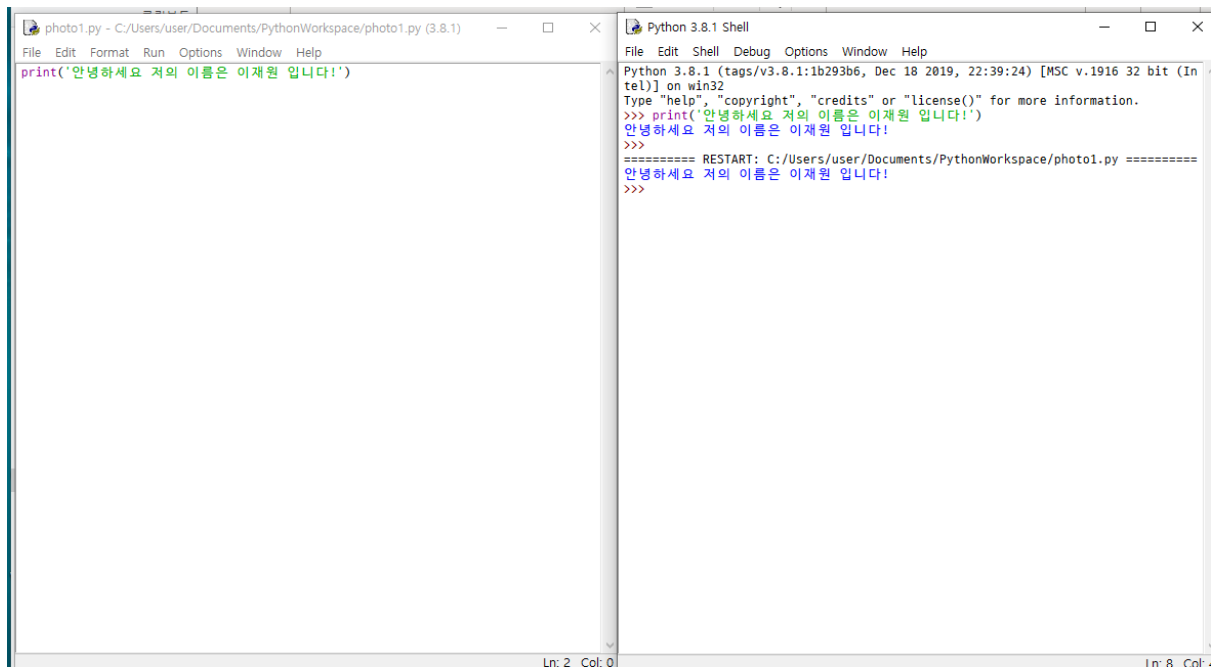 photo1.py - C:/Users/user/Documents/PythonWorkspace/photo1.py (3.8.1)
File Edit Format Run Options Window Help
print('안녕하세요 저의 이름은 이재원 입니다!')
Ln: 2 Col: 0
Python 3.8.1 Shell
File Edit Shell Debug Options Window Help
Python 3.8.1 (tags/v3.8.1:1b293b6, Dec 18 2019, 22:39:24) [MSC v.1916 32 bit (In
tel)] on win32
Type "help", "copyright", "credits" or "license()" for more information.
>>> print('안녕하세요 저의 이름은 이재원 입니다!')
안녕하세요 저의 이름은 이재원 입니다!
>>>
========== RESTART: C:/Users/user/Documents/PythonWorkspace/photo1.py ==========
안녕하세요 저의 이름은 이재원 입니다!
>>>
Ln: 8 Col: